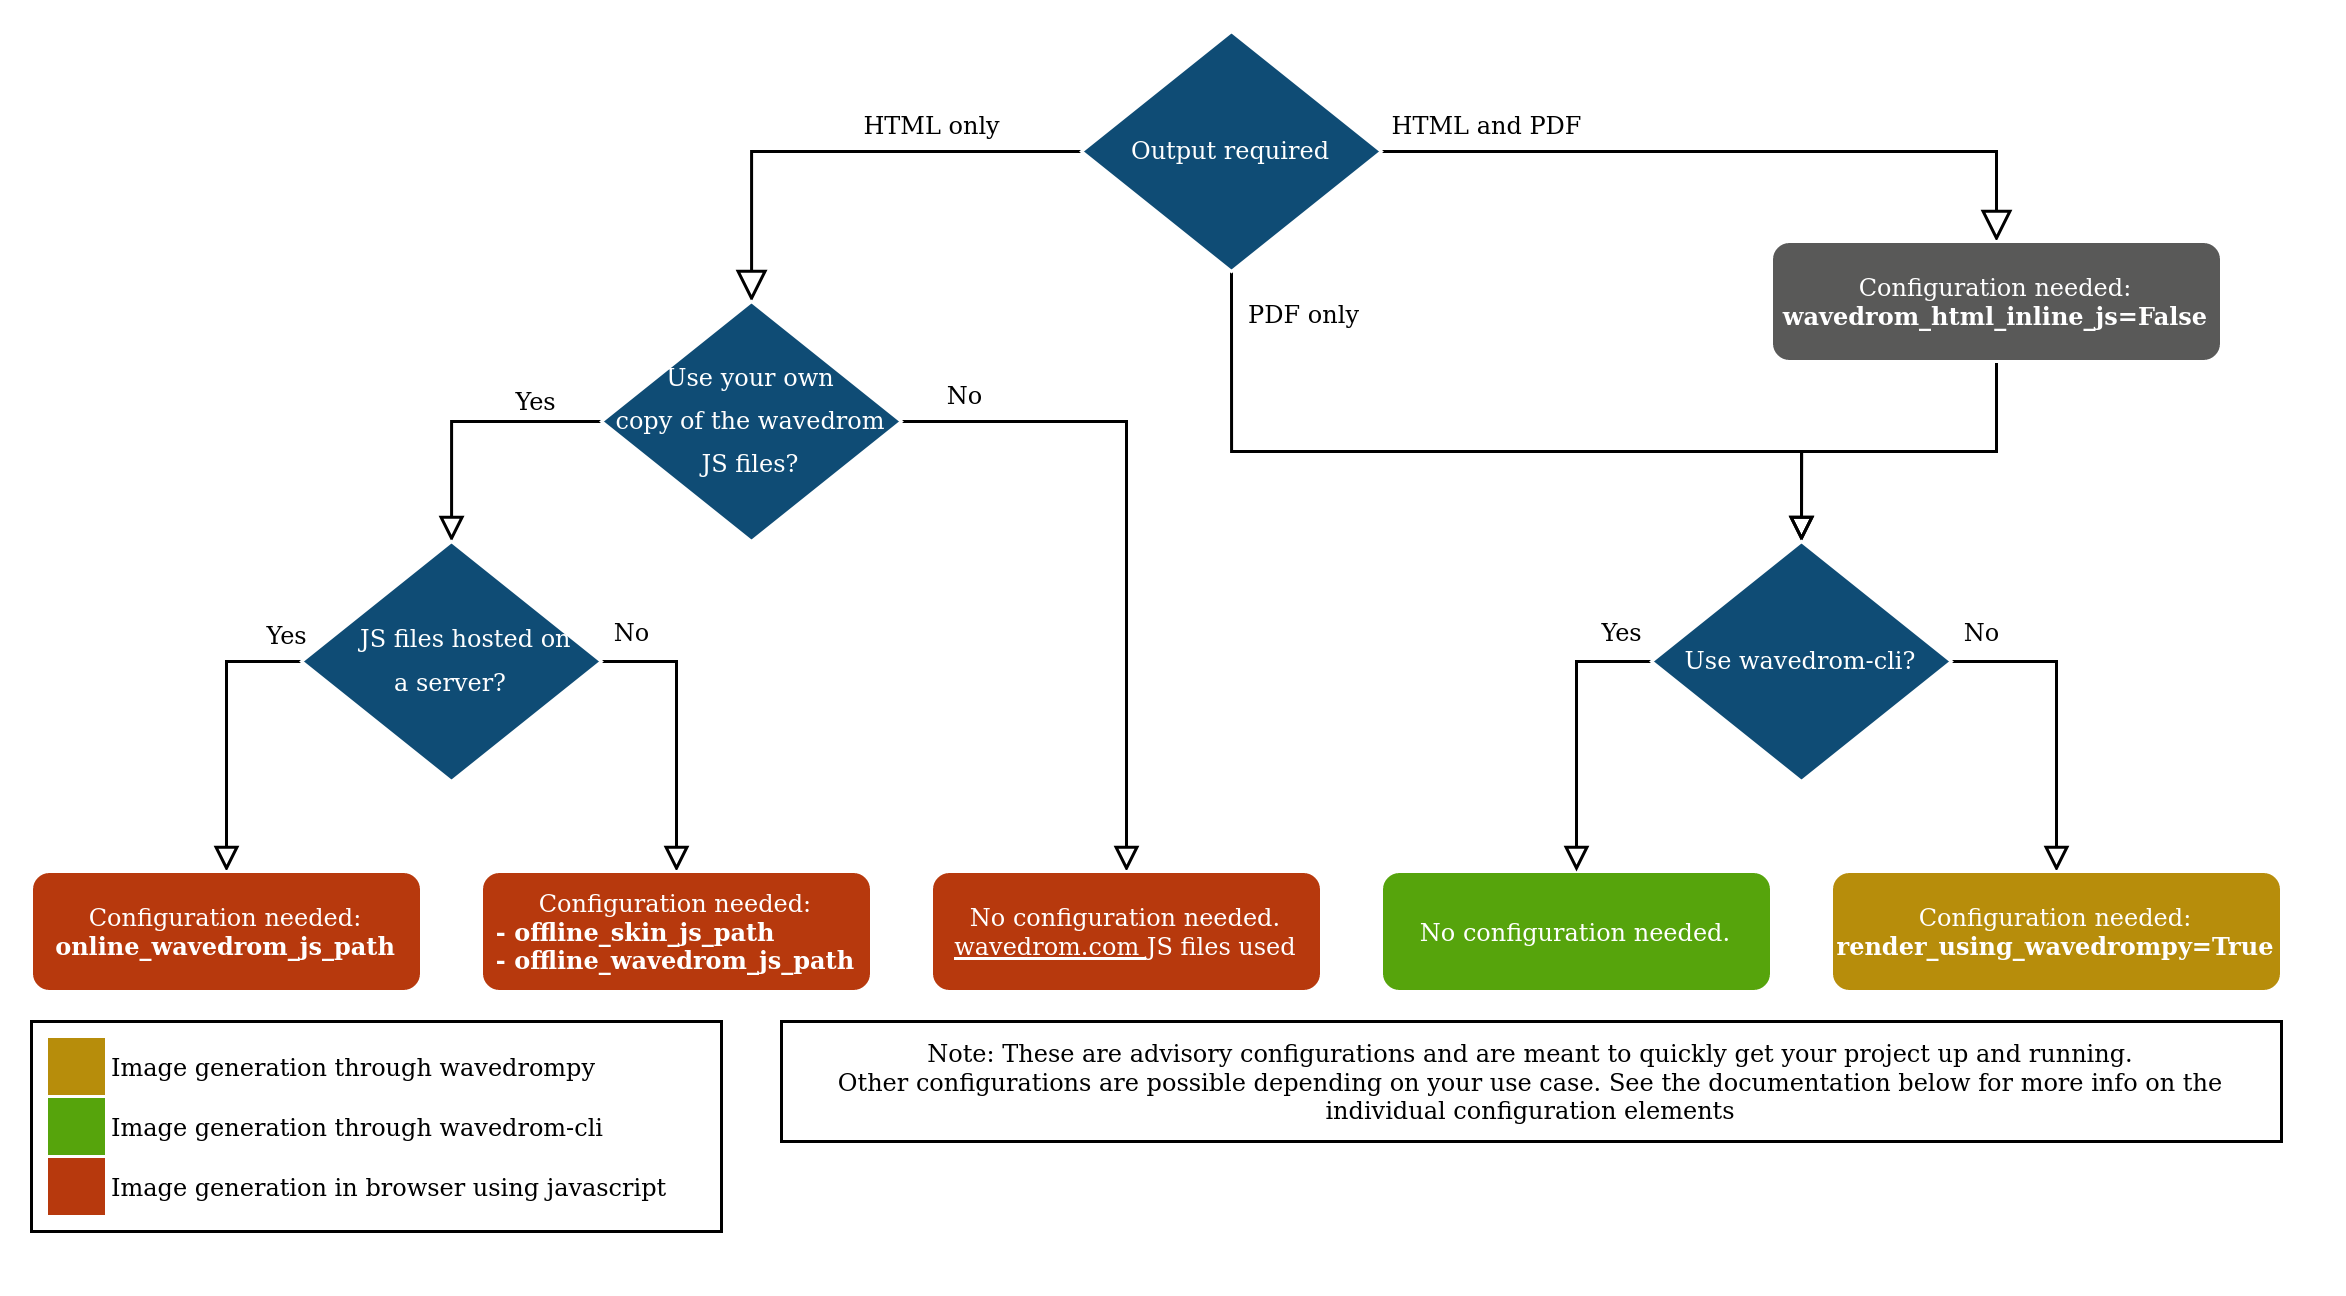 HTML only
Output required
HTML and PDF
Configuration needed:
wavedrom_html_inline_js=False
PDF only
Use your own
copy of the wavedrom
JS files?
Yes
No
JS files hosted on
a server?
Yes
No
Use wavedrom-cli?
Yes
No
Configuration needed:
online_wavedrom_js_path
Configuration needed:
- offline_skin_js_path
- offline_wavedrom_js_path
No configuration needed.
wavedrom.com JS files used
No configuration needed.
Configuration needed:
render_using_wavedrompy=True
Image generation through wavedrompy
Image generation through wavedrom-cli
Image generation in browser using javascript
Note: These are advisory configurations and are meant to quickly get your project up and running.
Other configurations are possible depending on your use case. See the documentation below for more info on the
individual configuration elements